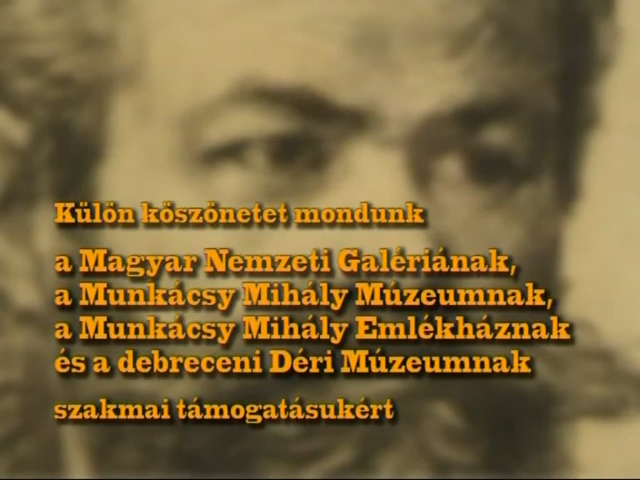 Külön köszönetet mondunk
a Magyar Nemzeti Galériának,
a Munkácsy Mihály Múzeumnak,
a Munkácsy Mihály Emlékháznak
és a debreceni Déri Múzeumnak
szakmai támogatásukért